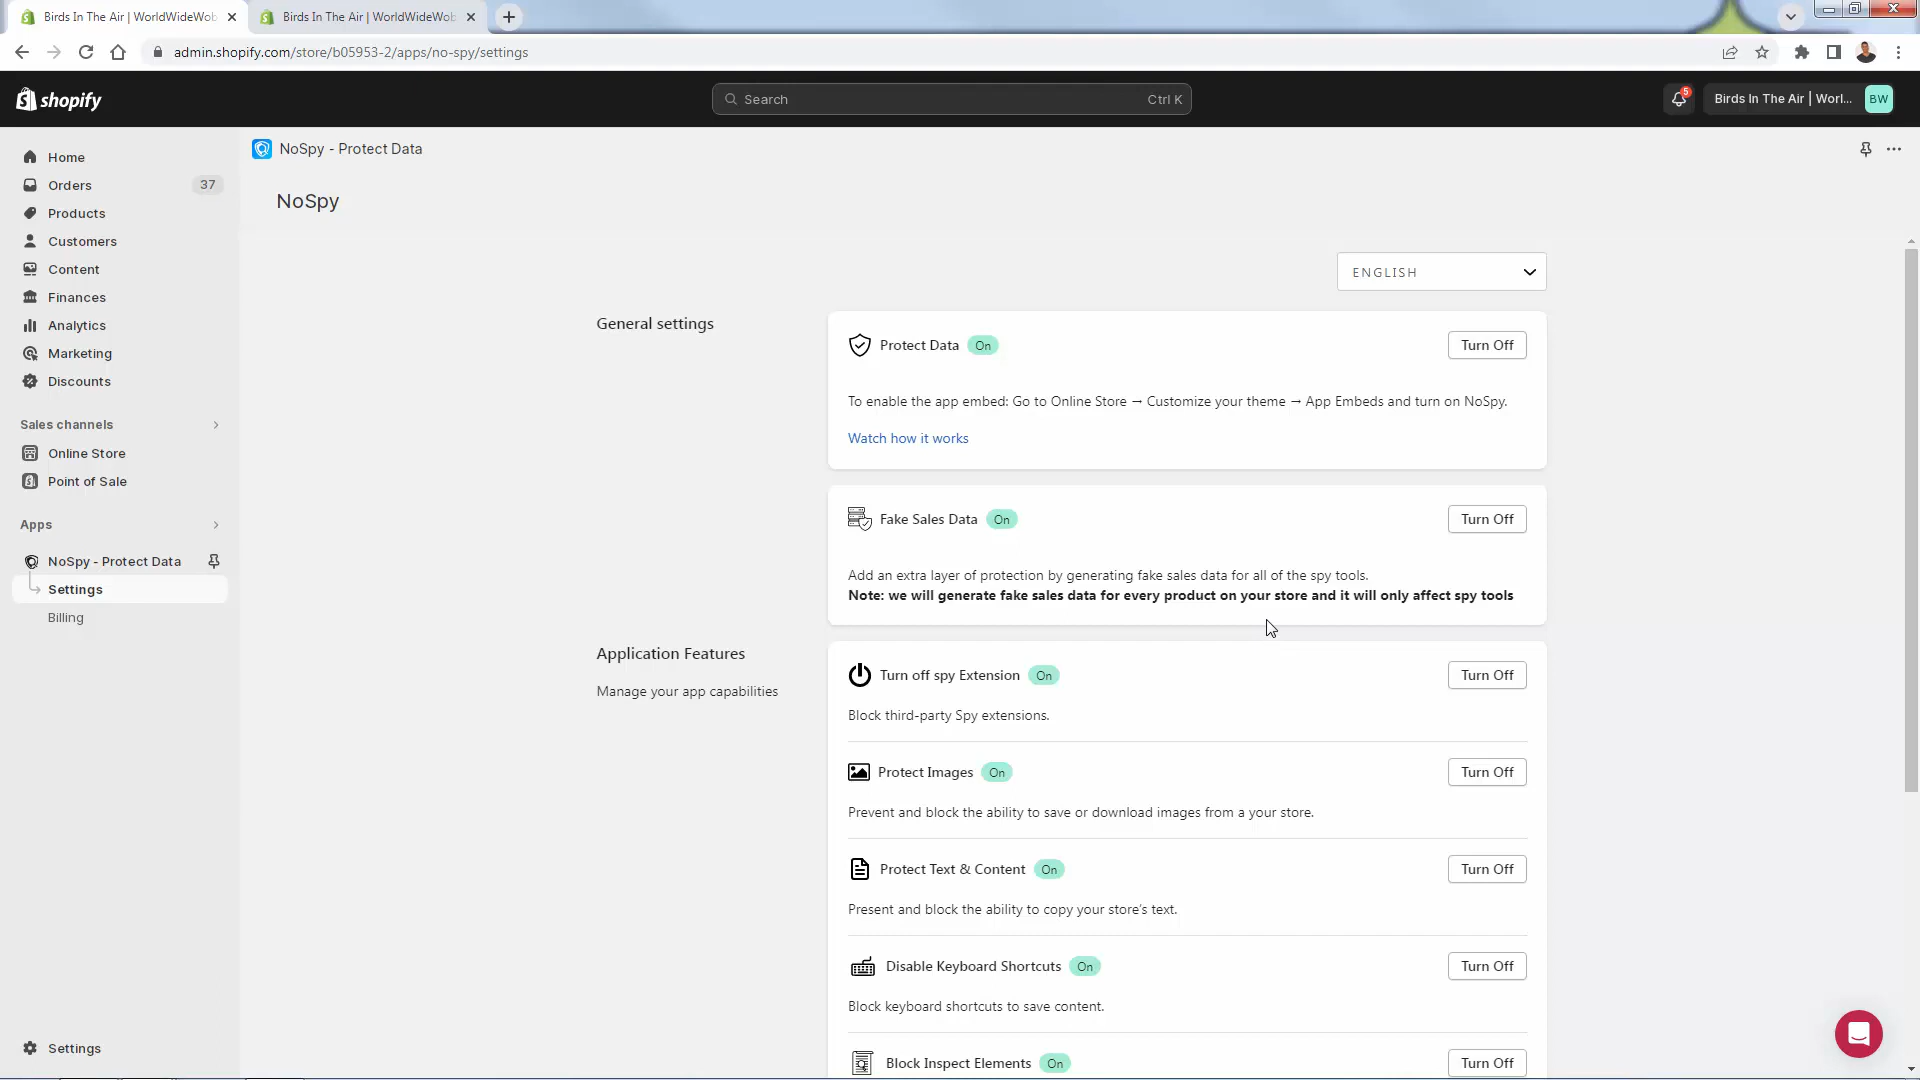 Birds In The Air | WorldWideWob
Birds In The Air | WorldWideWob
admin.shopify.com/store/b05953-2/apps/no-spy/settings
shopify
Search
Ctrl K
5
Birds In The Air | Worl...
BW
Home
Orders
37
Products
Customers
Content
Finances
Analytics
Marketing
Discounts
Sales channels
Online Store
Point of Sale
Apps
NoSpy - Protect Data
Settings
Billing
Settings
NoSpy - Protect Data
NoSpy
ENGLISH
General settings
Protect Data
On
Turn Off
To enable the app embed: Go to Online Store → Customize your theme → App Embeds and turn on NoSpy.
Watch how it works
Fake Sales Data
On
Turn Off
Add an extra layer of protection by generating fake sales data for all of the spy tools.
Note: we will generate fake sales data for every product on your store and it will only affect spy tools
Application Features
Manage your app capabilities
Turn off spy Extension
On
Turn Off
Block third-party Spy extensions.
Protect Images
On
Turn Off
Prevent and block the ability to save or download images from a your store.
Protect Text & Content
On
Turn Off
Present and block the ability to copy your store's text.
Disable Keyboard Shortcuts
On
Turn Off
Block keyboard shortcuts to save content.
Block Inspect Elements
On
Turn Off